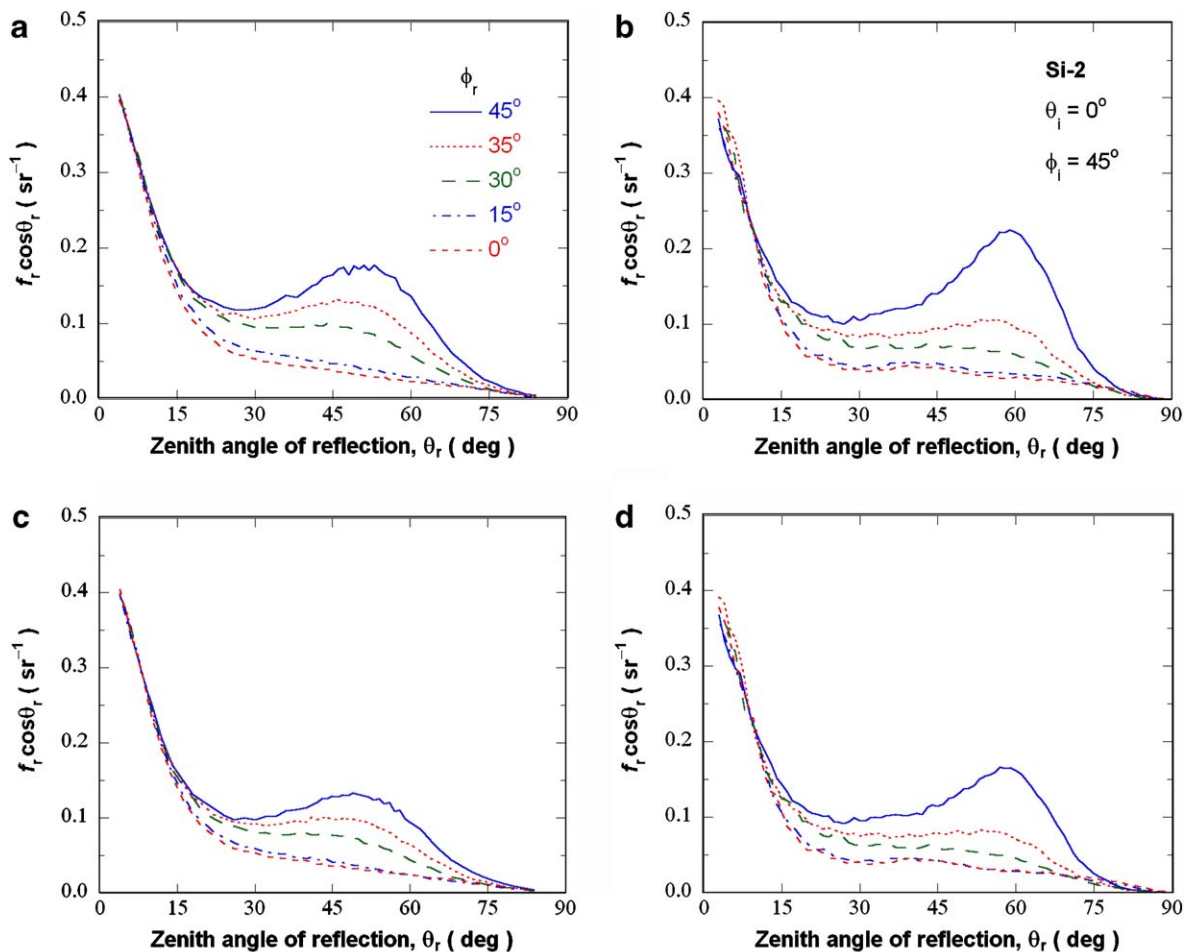 a
0.5
0.4
0.3
0.2
0.1
0.0
f_r cosθ_r ( sr⁻¹ )
ϕ_r
45°
35°
30°
15°
0°
0 15 30 45 60 75 90
Zenith angle of reflection, θ_r ( deg )
b
0.5
0.4
0.3
0.2
0.1
0.0
f_r cosθ_r ( sr⁻¹ )
Si-2
θ_i = 0°
ϕ_i = 45°
0 15 30 45 60 75 90
Zenith angle of reflection, θ_r ( deg )
c
0.5
0.4
0.3
0.2
0.1
0.0
f_r cosθ_r ( sr⁻¹ )
0 15 30 45 60 75 90
Zenith angle of reflection, θ_r ( deg )
d
0.5
0.4
0.3
0.2
0.1
0.0
f_r cosθ_r ( sr⁻¹ )
0 15 30 45 60 75 90
Zenith angle of reflection, θ_r ( deg )